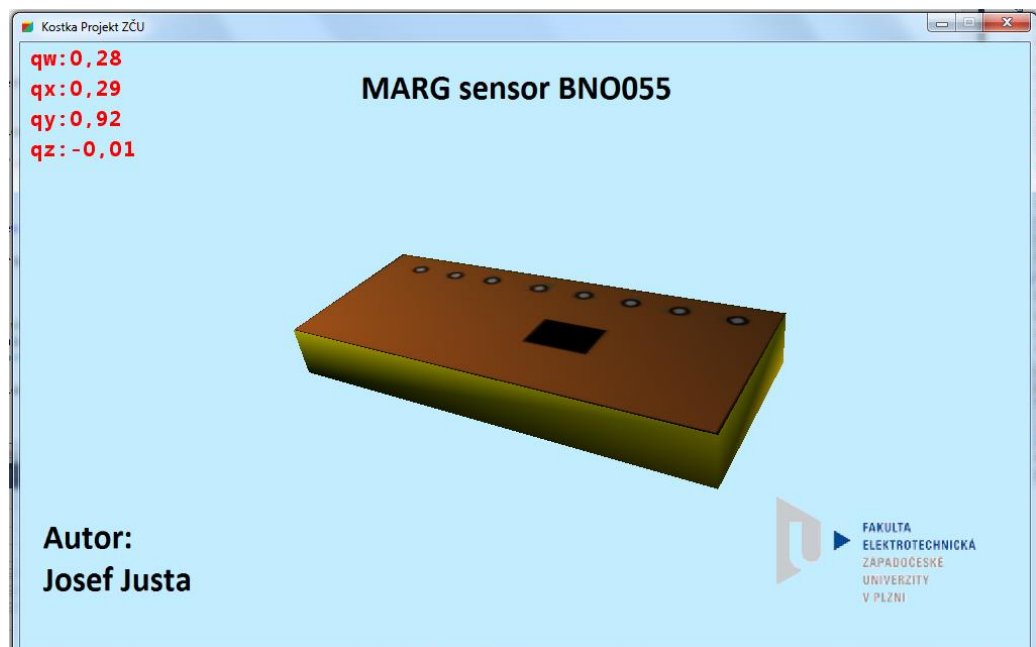 Kostka Projekt ZČU
qw:0,28
qx:0,29
qy:0,92
qz:-0,01
MARG sensor BNO055
Autor:
Josef Justa
FAKULTA
ELEKTROTECHNICKÁ
ZÁPADOČESKÉ
UNIVERZITY
V PLZNI